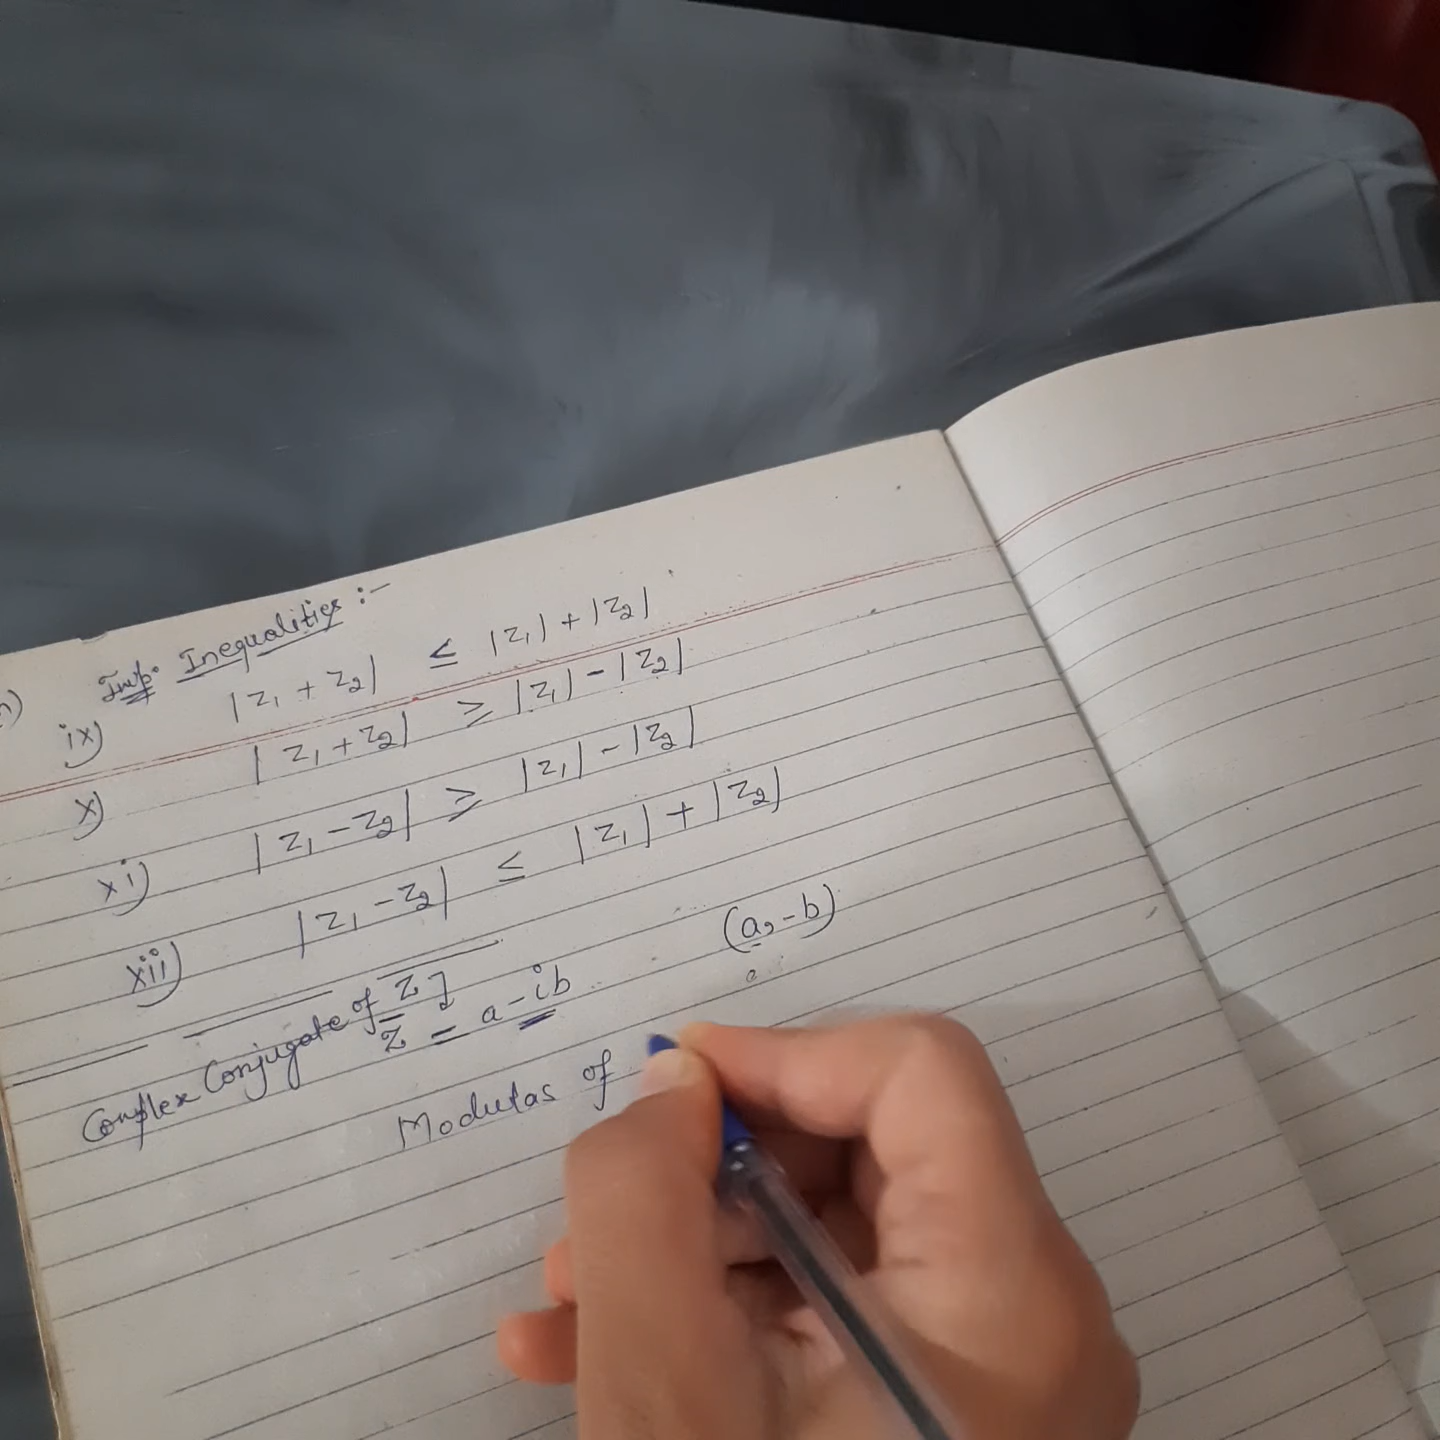 Imp: Inequalities :-
ix) |z₁ + z₂| ≤ |z₁| + |z₂|
x) |z₁ + z₂| ≥ |z₁| - |z₂|
xi) |z₁ - z₂| ≥ |z₁| - |z₂|
xii) |z₁ - z₂| ≤ |z₁| + |z₂|
Complex Conjugate of z]
z̄ = a - ib (a, -b)
Modulas of